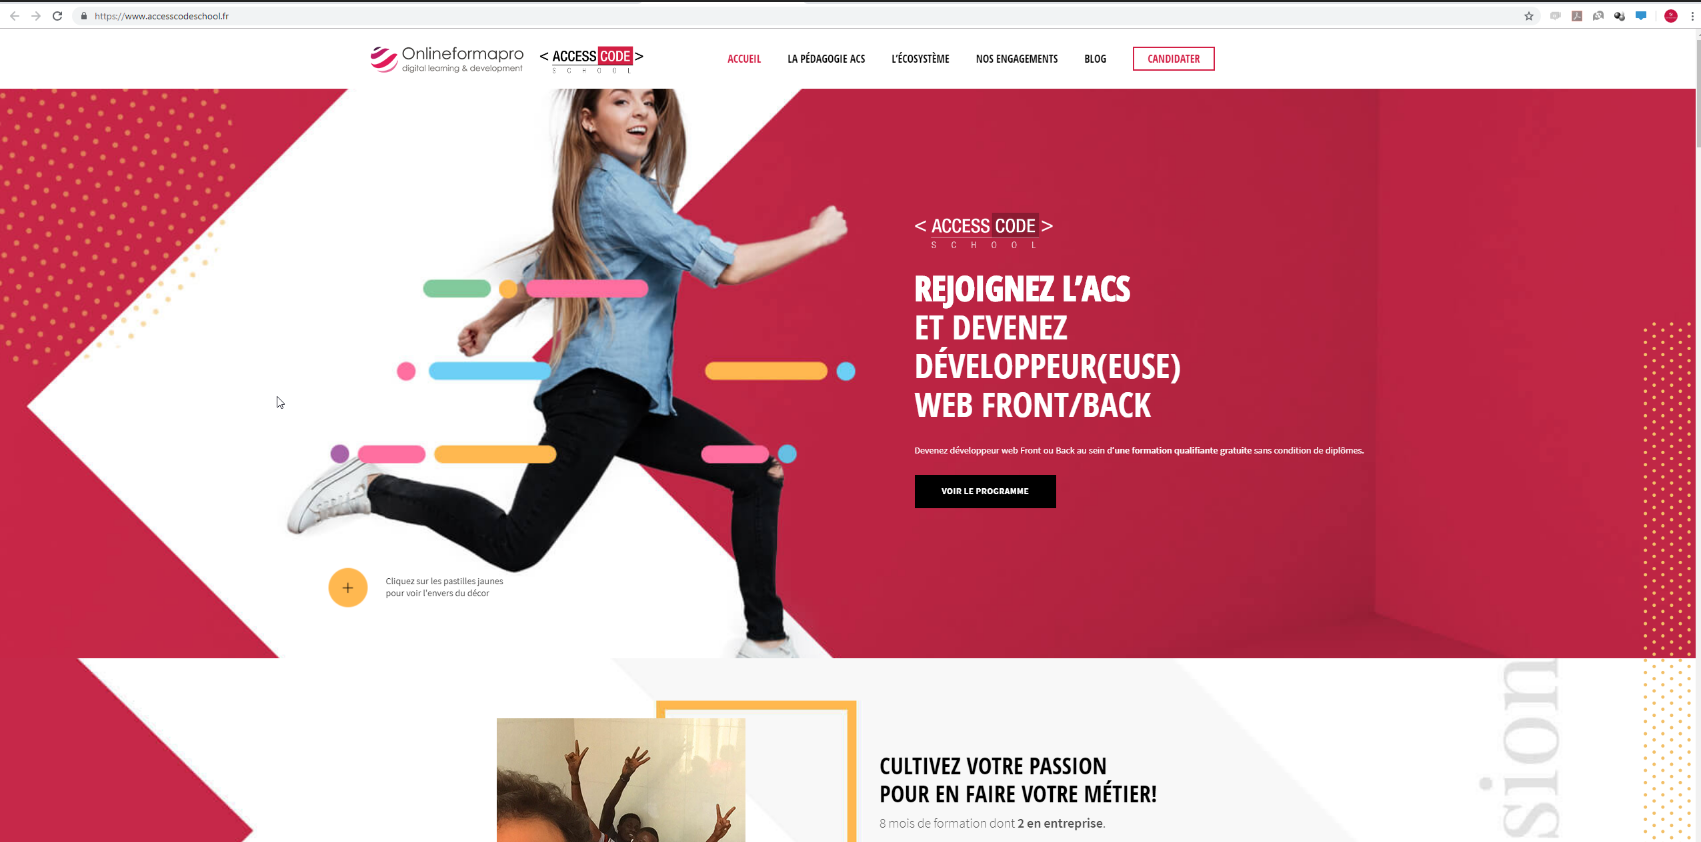 https://www.accesscodeschool.fr
Onlineformapro
digital learning & development
< ACCESS CODE >
SCHOOL
ACCUEIL
LA PÉDAGOGIE ACS
L'ÉCOSYSTÈME
NOS ENGAGEMENTS
BLOG
CANDIDATER
< ACCESS CODE >
SCHOOL
REJOIGNEZ L'ACS
ET DEVENEZ
DÉVELOPPEUR(EUSE)
WEB FRONT/BACK
Devenez développeur web Front ou Back au sein d'une formation qualifiante gratuite sans condition de diplômes.
VOIR LE PROGRAMME
+
Cliquez sur les pastilles jaunes
pour voir l'envers du décor
CULTIVEZ VOTRE PASSION
POUR EN FAIRE VOTRE MÉTIER!
8 mois de formation dont 2 en entreprise.
sion